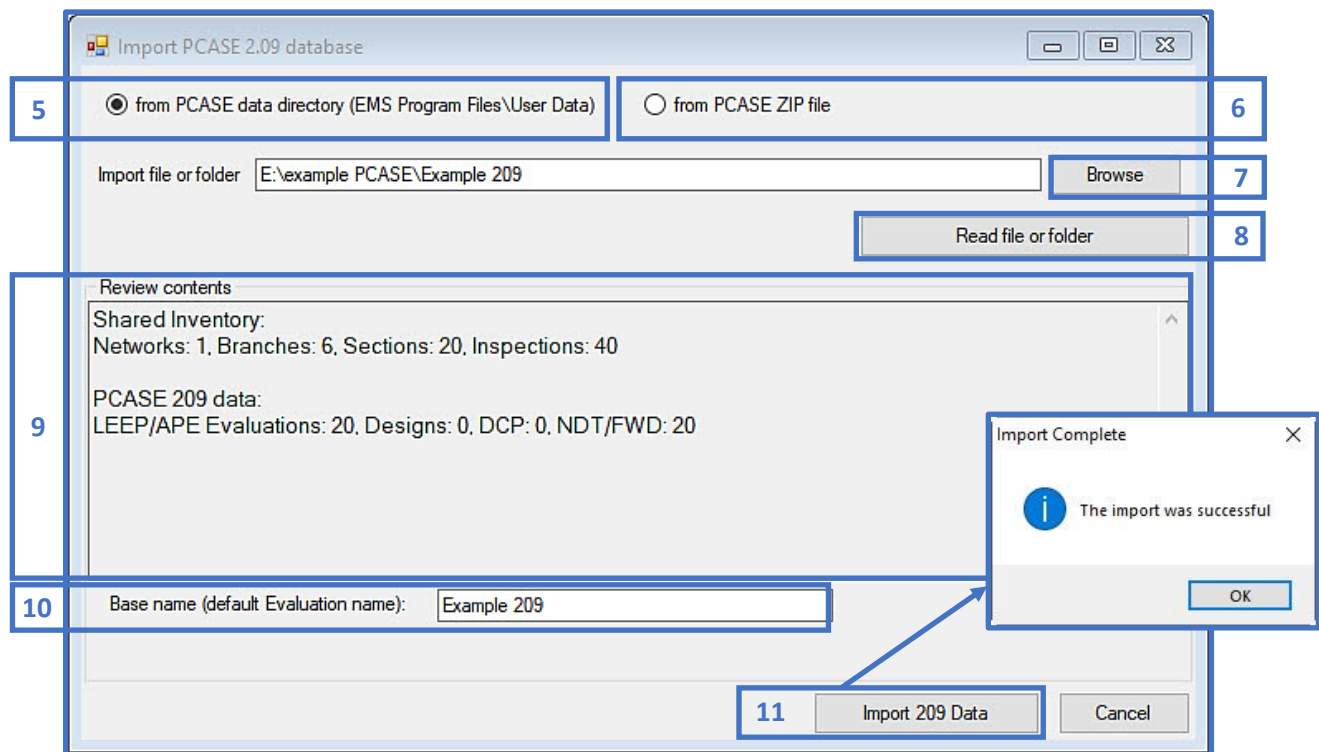 Import PCASE 2.09 database
5
from PCASE data directory (EMS Program Files\User Data)
from PCASE ZIP file
6
Import file or folder
E:\example PCASE\Example 209
Browse
7
Read file or folder
8
Review contents
Shared Inventory:
Networks: 1, Branches: 6, Sections: 20, Inspections: 40
PCASE 209 data:
LEEP/APE Evaluations: 20, Designs: 0, DCP: 0, NDT/FWD: 20
9
Import Complete
i
The import was successful
OK
10
Base name (default Evaluation name):
Example 209
11
Import 209 Data
Cancel